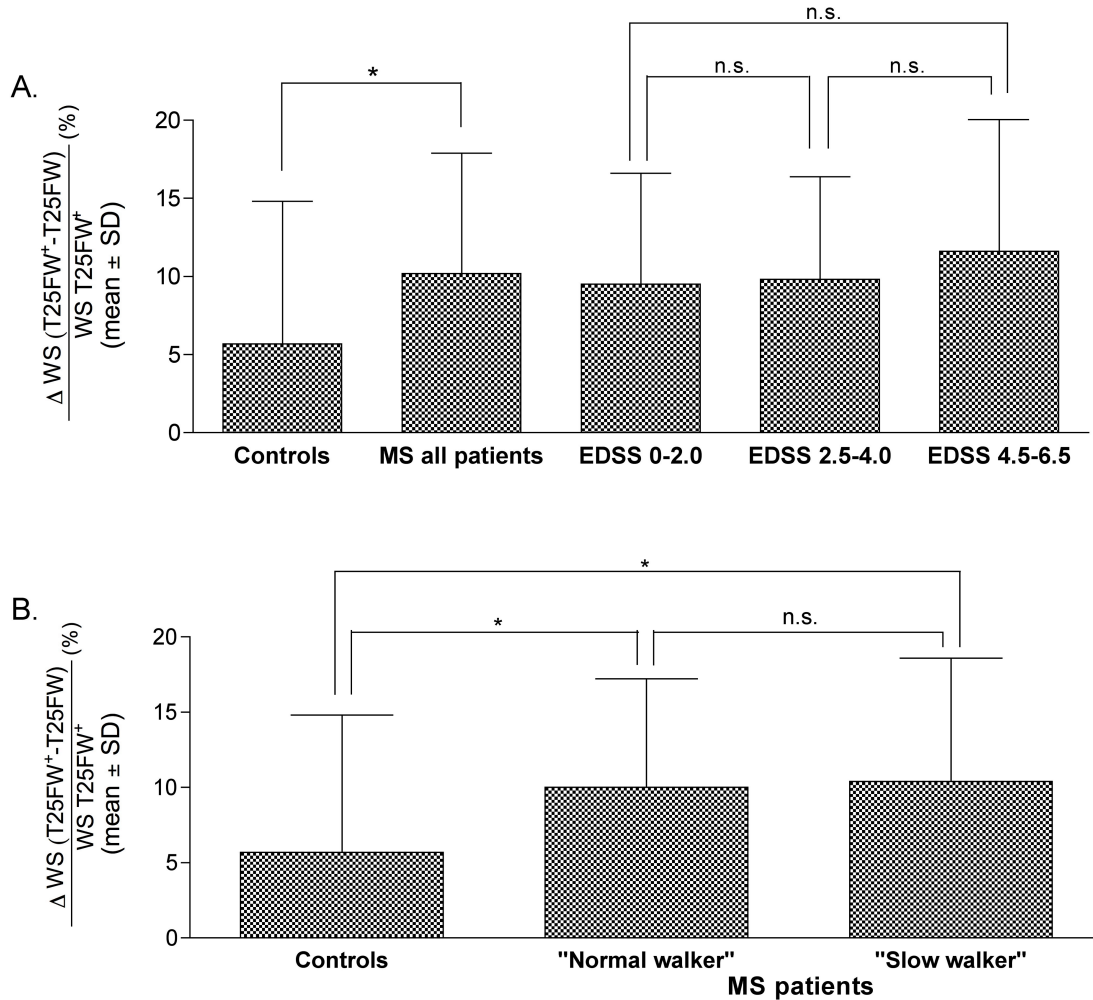 n.s.
n.s. n.s.
A.
*
Δ WS (T25FW⁺-T25FW) (%)
WS T25FW⁺
(mean ± SD)
20
15
10
5
0
Controls MS all patients EDSS 0-2.0 EDSS 2.5-4.0 EDSS 4.5-6.5
*
B.
* n.s.
Δ WS (T25FW⁺-T25FW) (%)
WS T25FW⁺
(mean ± SD)
20
15
10
5
0
Controls "Normal walker" "Slow walker"
MS patients